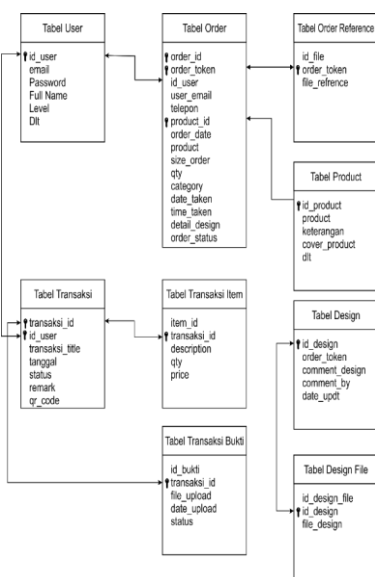 Tabel User
id_user
email
Password
Full Name
Level
Dlt
Tabel Order
order_id
order_token
id_user
user_email
telepon
product_id
order_date
product
size_order
qty
category
date_taken
time_taken
detail_design
order_status
Tabel Order Reference
id_file
order_token
file_refrence
Tabel Product
id_product
product
keterangan
cover_product
dlt
Tabel Transaksi
transaksi_id
id_user
transaksi_title
tanggal
status
remark
qr_code
Tabel Transaksi Item
item_id
transaksi_id
description
qty
price
Tabel Design
id_design
order_token
comment_design
comment_by
date_updt
Tabel Transaksi Bukti
id_bukti
transaksi_id
file_upload
date_upload
status
Tabel Design File
id_design_file
id_design
file_design